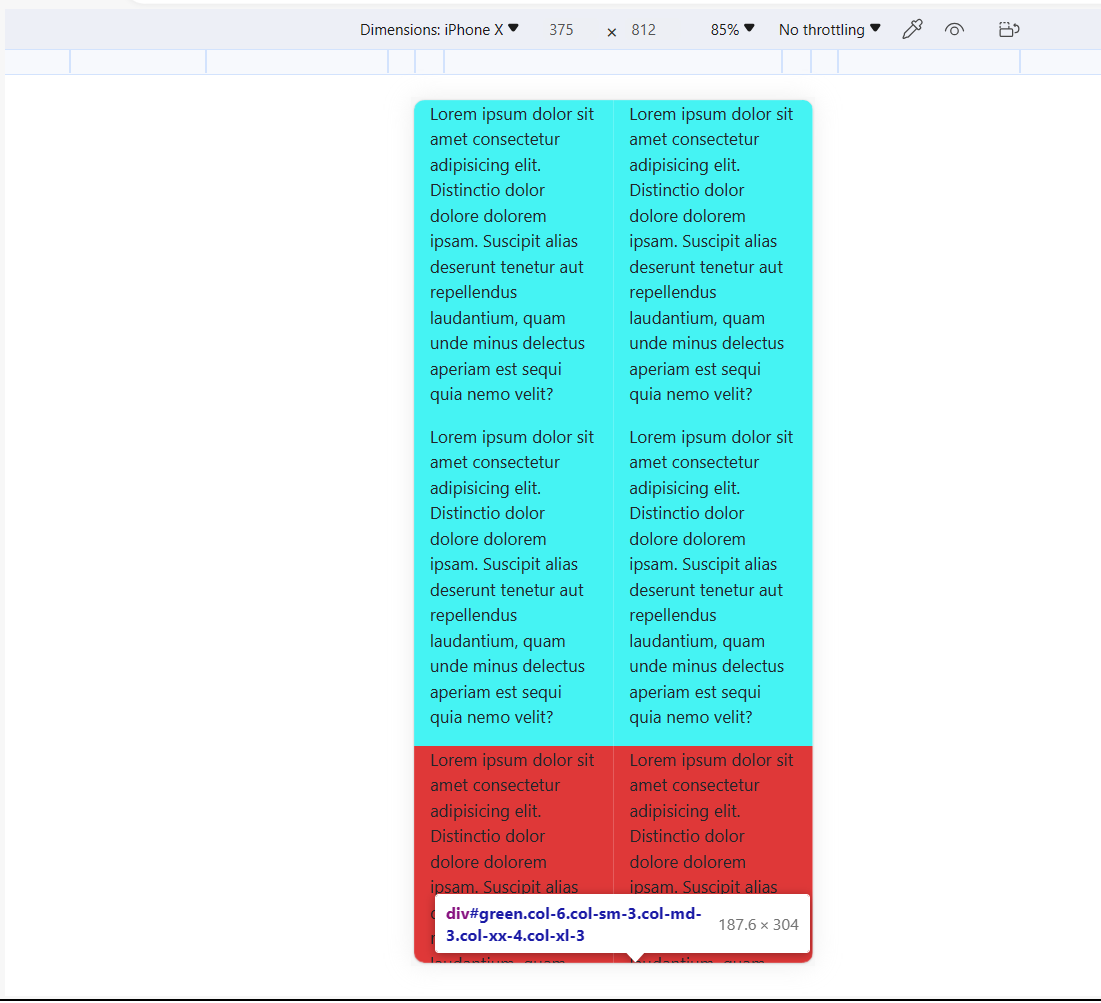 Dimensions: iPhone X 375 × 812 85% No throttling
Lorem ipsum dolor sit
amet consectetur
adipisicing elit.
Distinctio dolor
dolore dolorem
ipsam. Suscipit alias
deserunt tenetur aut
repellendus
laudantium, quam
unde minus delectus
aperiam est sequi
quia nemo velit?
Lorem ipsum dolor sit
amet consectetur
adipisicing elit.
Distinctio dolor
dolore dolorem
ipsam. Suscipit alias
deserunt tenetur aut
repellendus
laudantium, quam
unde minus delectus
aperiam est sequi
quia nemo velit?
Lorem ipsum dolor sit
amet consectetur
adipisicing elit.
Distinctio dolor
dolore dolorem
ipsam. Suscipit alias
deserunt tenetur aut
repellendus
laudantium, quam
unde minus delectus
aperiam est sequi
quia nemo velit?
Lorem ipsum dolor sit
amet consectetur
adipisicing elit.
Distinctio dolor
dolore dolorem
ipsam. Suscipit alias
deserunt tenetur aut
repellendus
laudantium, quam
unde minus delectus
aperiam est sequi
quia nemo velit?
Lorem ipsum dolor sit
amet consectetur
adipisicing elit.
Distinctio dolor
dolore dolorem
ipsam. Suscipit alias
Lorem ipsum dolor sit
amet consectetur
adipisicing elit.
Distinctio dolor
dolore dolorem
ipsam. Suscipit alias
div#green.col-6.col-sm-3.col-md-
3.col-xx-4.col-xl-3
187.6 × 304